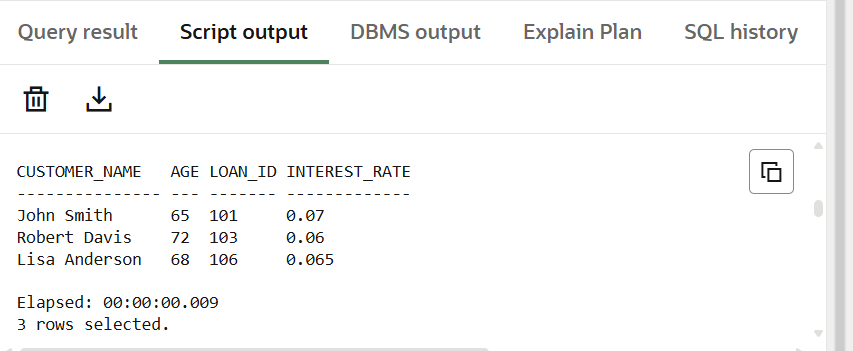 Query result Script output DBMS output Explain Plan SQL history
CUSTOMER_NAME   AGE LOAN_ID INTEREST_RATE
--------------- --- ------- -------------
John Smith      65  101     0.07
Robert Davis    72  103     0.06
Lisa Anderson   68  106     0.065
Elapsed: 00:00:00.009
3 rows selected.